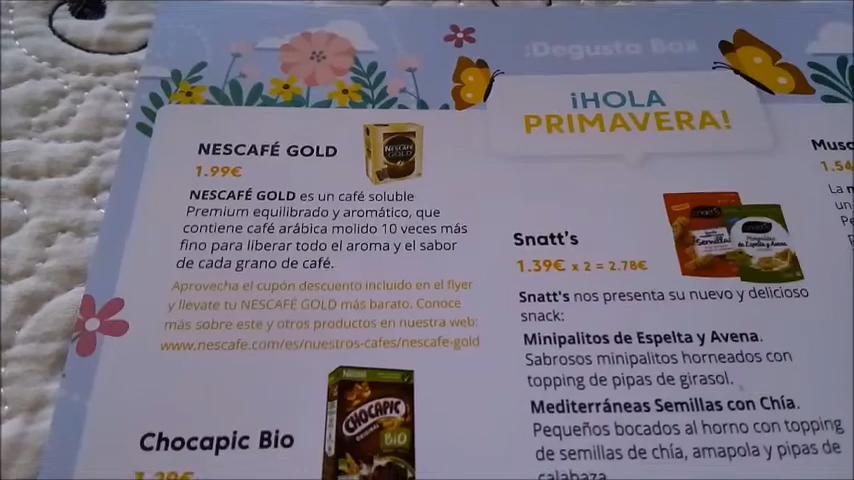 :Degusta Box
¡HOLA
PRIMAVERA!
NESCAFÉ GOLD
1.99€
NESCAFÉ GOLD es un café soluble
Premium equilibrado y aromático, que
contiene café arábica molido 10 veces más
fino para liberar todo el aroma y el sabor
de cada grano de café.
Aprovecha el cupón descuento incluido en el flyer
y llevate tu NESCAFÉ GOLD más barato. Conoce
más sobre este y otros productos en nuestra web:
www.nescafe.com/es/nuestros-cafes/nescafe-gold
NESCAFÉ
GOLD
Chocapic Bio
CHOCAPIC
ORIGINAL
BIO
Snatt's
1.39€ x 2 = 2.78€
Snatt's nos presenta su nuevo y delicioso
snack:
Minipalitos de Espelta y Avena.
Sabrosos minipalitos horneados con
topping de pipas de girasol.
Mediterráneas Semillas con Chía.
Pequeños bocados al horno con topping
de semillas de chía, amapola y pipas de
calabaza
1.54